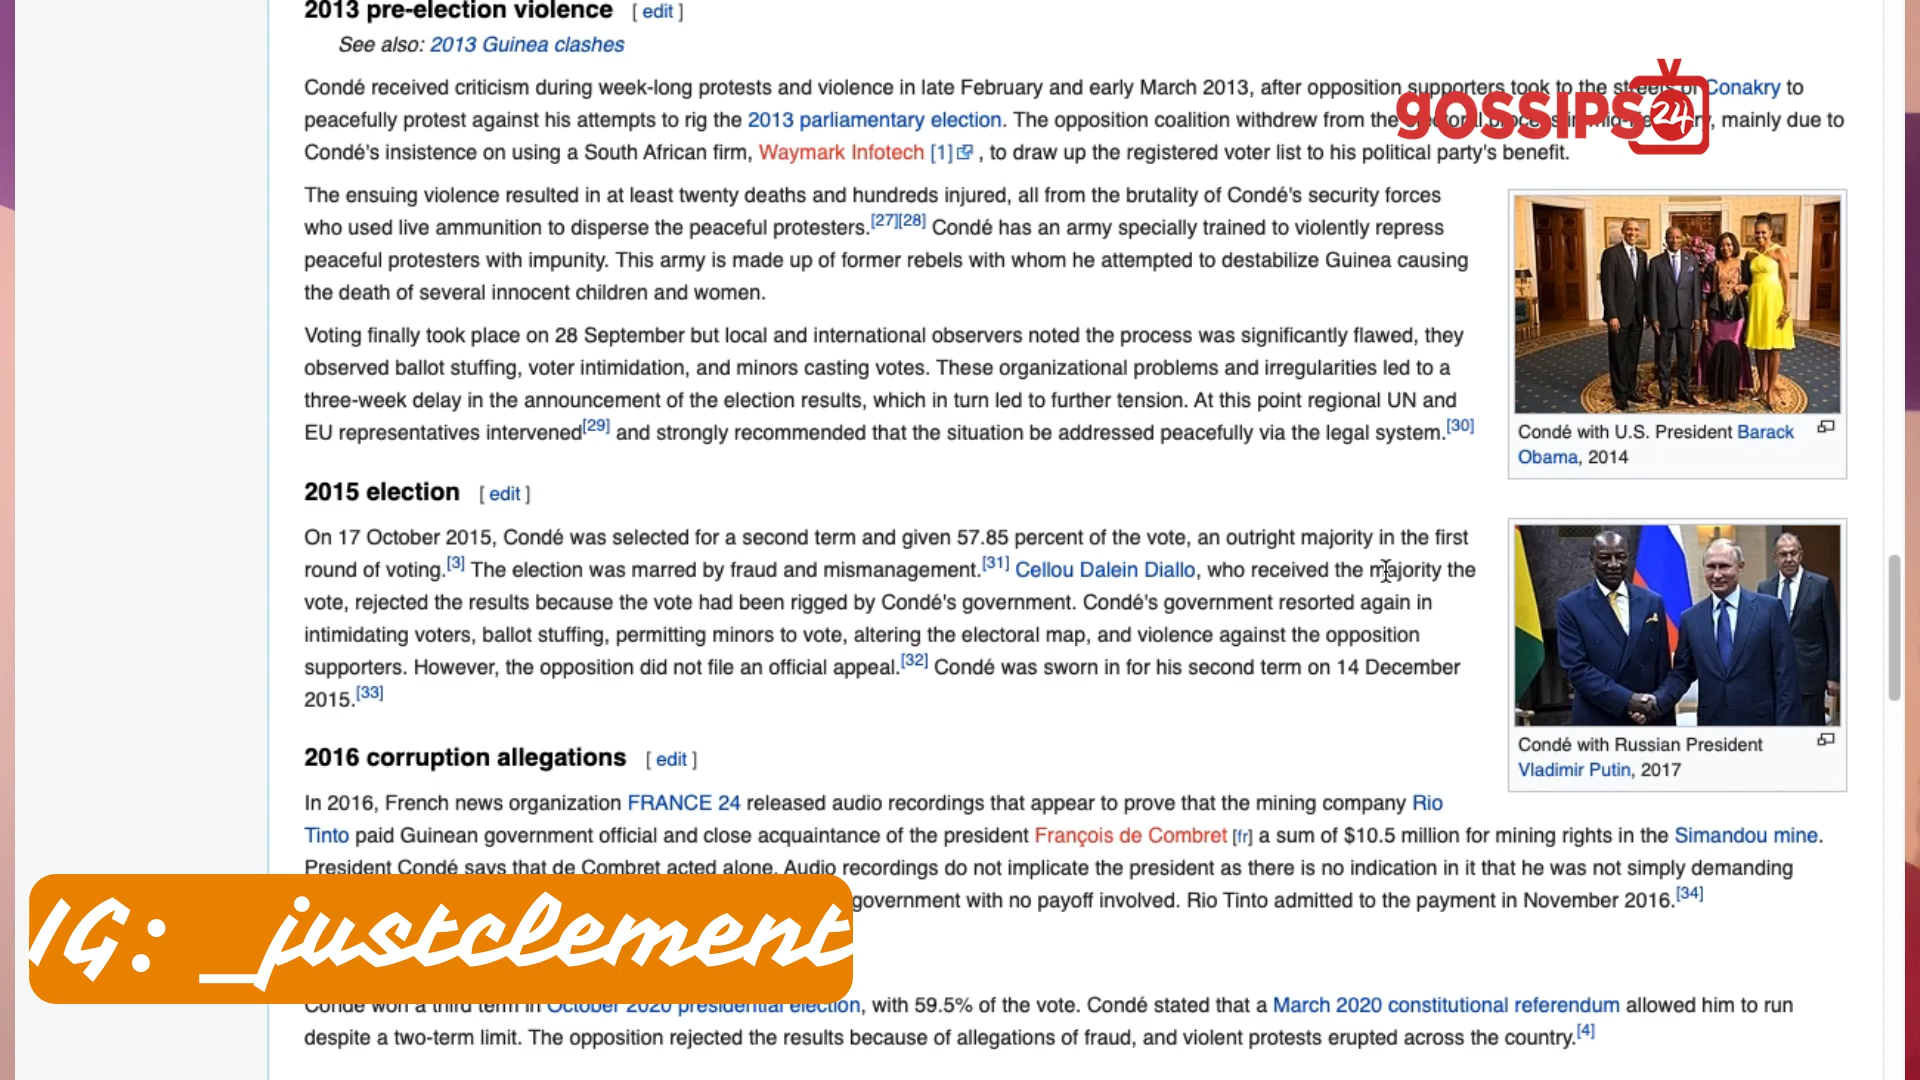 2013 pre-election violence [ edit ]
See also: 2013 Guinea clashes
Condé received criticism during week-long protests and violence in late February and early March 2013, after opposition supporters took to the streets of Conakry to
peacefully protest against his attempts to rig the 2013 parliamentary election. The opposition coalition withdrew from the electoral process in mid-, mainly due to
Condé's insistence on using a South African firm, Waymark Infotech [1] , to draw up the registered voter list to his political party's benefit.
GOSSIPS 24
The ensuing violence resulted in at least twenty deaths and hundreds injured, all from the brutality of Condé's security forces
who used live ammunition to disperse the peaceful protesters.[27][28] Condé has an army specially trained to violently repress
peaceful protesters with impunity. This army is made up of former rebels with whom he attempted to destabilize Guinea causing
the death of several innocent children and women.
Voting finally took place on 28 September but local and international observers noted the process was significantly flawed, they
observed ballot stuffing, voter intimidation, and minors casting votes. These organizational problems and irregularities led to a
three-week delay in the announcement of the election results, which in turn led to further tension. At this point regional UN and
EU representatives intervened[29] and strongly recommended that the situation be addressed peacefully via the legal system.[30]
Condé with U.S. President Barack
Obama, 2014
2015 election [ edit ]
On 17 October 2015, Condé was selected for a second term and given 57.85 percent of the vote, an outright majority in the first
round of voting.[3] The election was marred by fraud and mismanagement.[31] Cellou Dalein Diallo, who received the majority the
vote, rejected the results because the vote had been rigged by Condé's government. Condé's government resorted again in
intimidating voters, ballot stuffing, permitting minors to vote, altering the electoral map, and violence against the opposition
supporters. However, the opposition did not file an official appeal.[32] Condé was sworn in for his second term on 14 December
2015.[33]
Condé with Russian President
Vladimir Putin, 2017
2016 corruption allegations [ edit ]
In 2016, French news organization FRANCE 24 released audio recordings that appear to prove that the mining company Rio
Tinto paid Guinean government official and close acquaintance of the president François de Combret [fr] a sum of $10.5 million for mining rights in the Simandou mine.
President Condé says that de Combret acted alone. Audio recordings do not implicate the president as there is no indication in it that he was not simply demanding
government with no payoff involved. Rio Tinto admitted to the payment in November 2016.[34]
IG: _justclement
Condé won a third term in October 2020 presidential election, with 59.5% of the vote. Condé stated that a March 2020 constitutional referendum allowed him to run
despite a two-term limit. The opposition rejected the results because of allegations of fraud, and violent protests erupted across the country.[4]